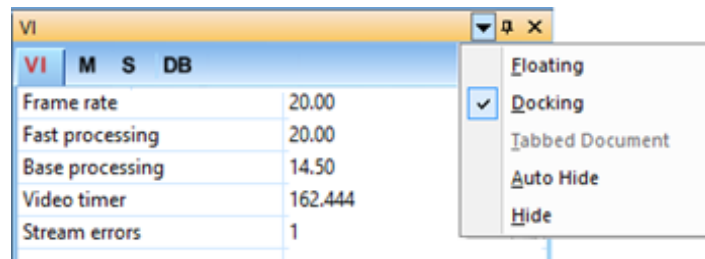 VI
VI M S DB
Frame rate 20.00
Fast processing 20.00
Base processing 14.50
Video timer 162.444
Stream errors 1
Floating
Docking
Tabbed Document
Auto Hide
Hide